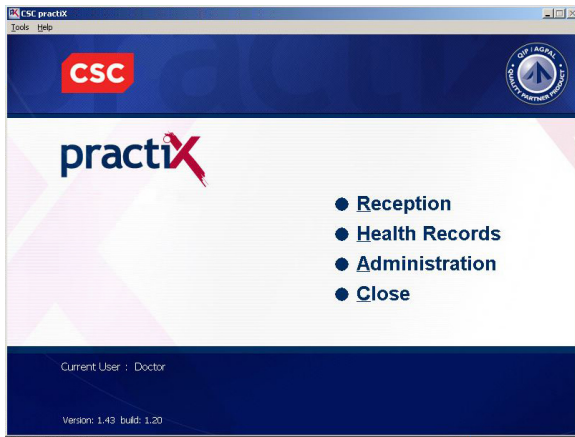 CSC practiX
Tools Help
CSC
QIP / AGPAL
QUALITY PARTNER PRODUCT
practiX
Reception
Health Records
Administration
Close
Current User : Doctor
Version: 1.43 build: 1.20